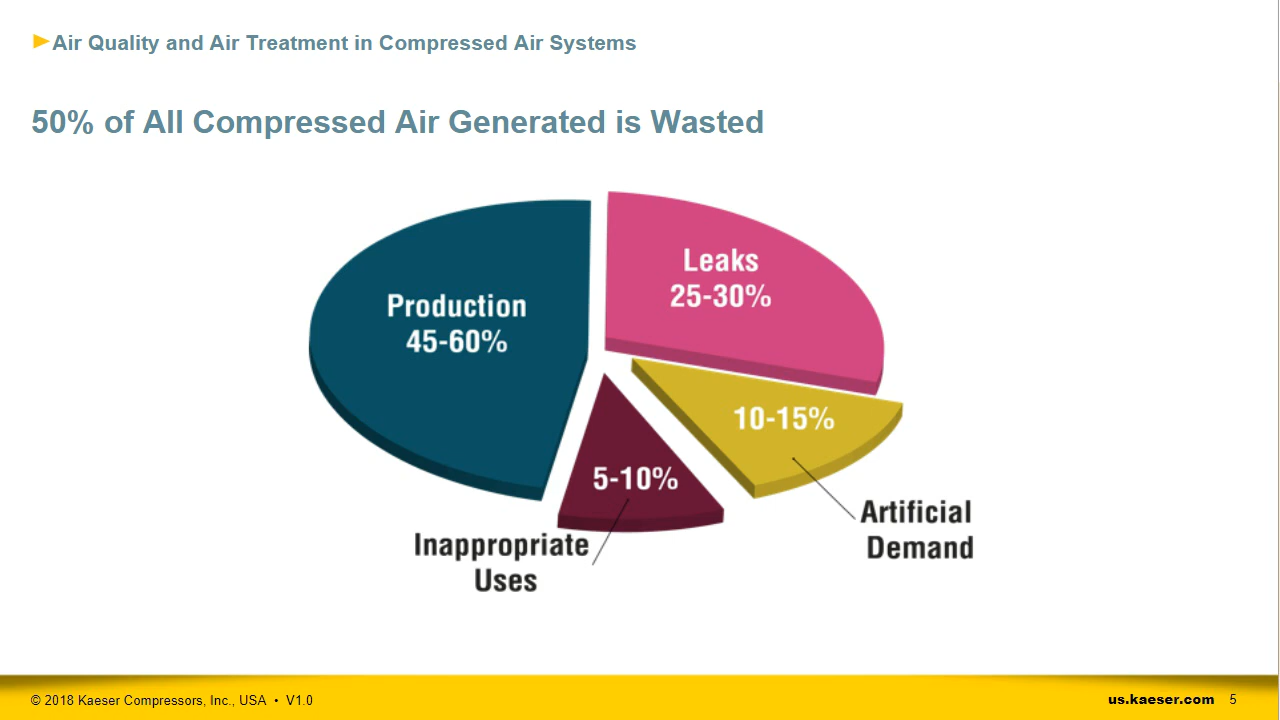 Air Quality and Air Treatment in Compressed Air Systems
50% of All Compressed Air Generated is Wasted
Production
45-60%
Leaks
25-30%
10-15%
5-10%
Artificial
Demand
Inappropriate
Uses
© 2018 Kaeser Compressors, Inc., USA • V1.0
us.kaeser.com 5